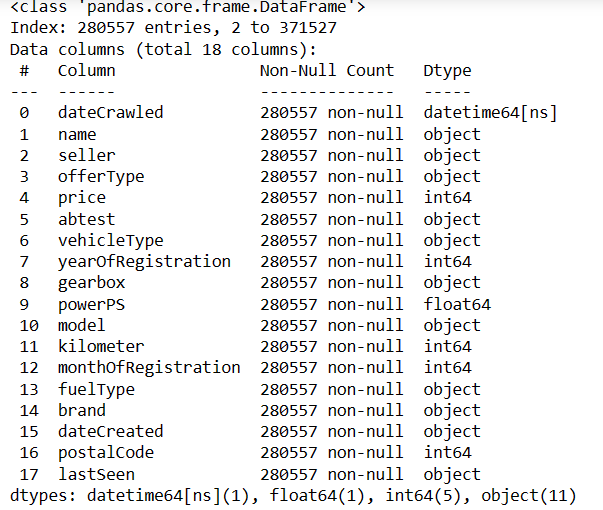 <class 'pandas.core.frame.DataFrame'>
Index: 280557 entries, 2 to 371527
Data columns (total 18 columns):
 #   Column               Non-Null Count   Dtype
---  ------               --------------   -----
 0   dateCrawled          280557 non-null  datetime64[ns]
 1   name                 280557 non-null  object
 2   seller               280557 non-null  object
 3   offerType            280557 non-null  object
 4   price                280557 non-null  int64
 5   abtest               280557 non-null  object
 6   vehicleType          280557 non-null  object
 7   yearOfRegistration   280557 non-null  int64
 8   gearbox              280557 non-null  object
 9   powerPS              280557 non-null  float64
 10  model                280557 non-null  object
 11  kilometer            280557 non-null  int64
 12  monthOfRegistration  280557 non-null  int64
 13  fuelType             280557 non-null  object
 14  brand                280557 non-null  object
 15  dateCreated          280557 non-null  object
 16  postalCode           280557 non-null  int64
 17  lastSeen             280557 non-null  object
dtypes: datetime64[ns](1), float64(1), int64(5), object(11)